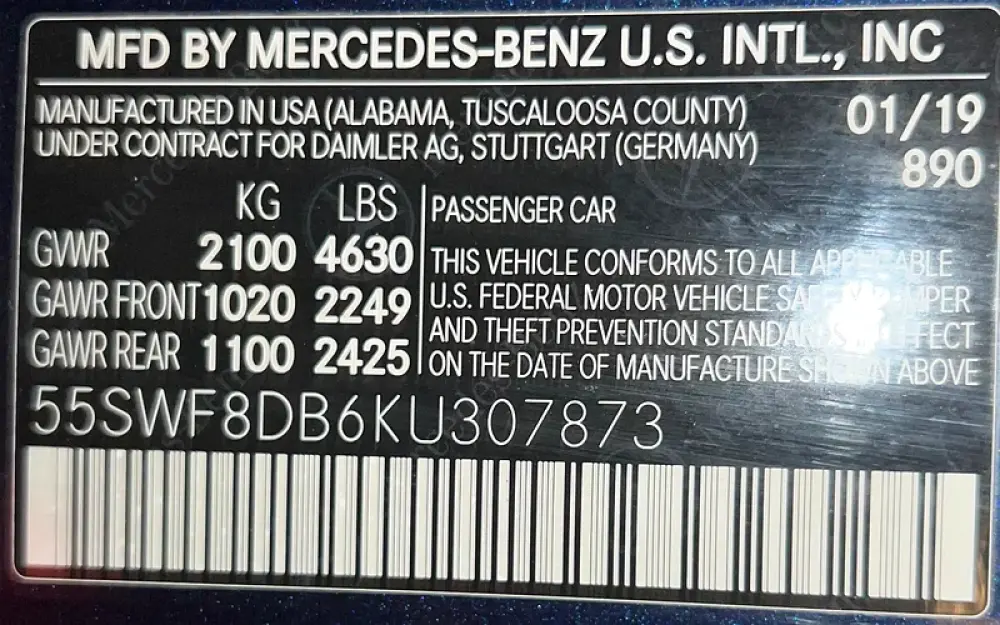 MFD BY MERCEDES-BENZ U.S. INTL., INC
MANUFACTURED IN USA (ALABAMA, TUSCALOOSA COUNTY) 01/19
UNDER CONTRACT FOR DAIMLER AG, STUTTGART (GERMANY) 890
KG LBS
GVWR 2100 4630
GAWR FRONT 1020 2249
GAWR REAR 1100 2425
PASSENGER CAR
THIS VEHICLE CONFORMS TO ALL
U.S. FEDERAL MOTOR VEHICLE
AND THEFT PREVENTION
ON THE DATE OF MANUFACTURE ABOVE
55SWF8DB6KU307873